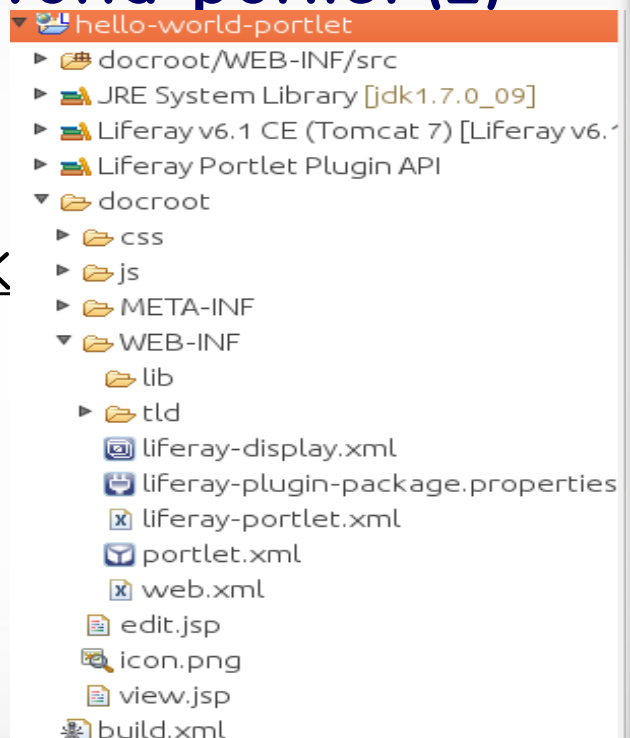 hello-world-portlet
docroot/WEB-INF/src
JRE System Library [jdk1.7.0_09]
Liferay v6.1 CE (Tomcat 7) [Liferay v6.
Liferay Portlet Plugin API
docroot
css
js
META-INF
WEB-INF
lib
tld
liferay-display.xml
liferay-plugin-package.properties
liferay-portlet.xml
portlet.xml
web.xml
edit.jsp
icon.png
view.jsp
build.xml